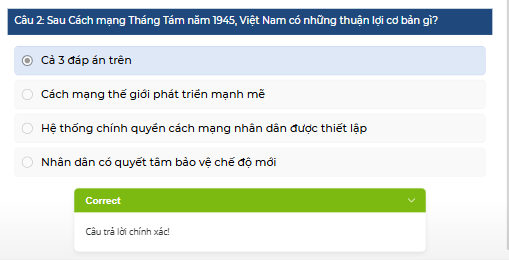 Câu 2: Sau Cách mạng Tháng Tám năm 1945, Việt Nam có những thuận lợi cơ bản gì?
Cả 3 đáp án trên
Cách mạng thế giới phát triển mạnh mẽ
Hệ thống chính quyền cách mạng nhân dân được thiết lập
Nhân dân có quyết tâm bảo vệ chế độ mới
Correct
Câu trả lời chính xác!